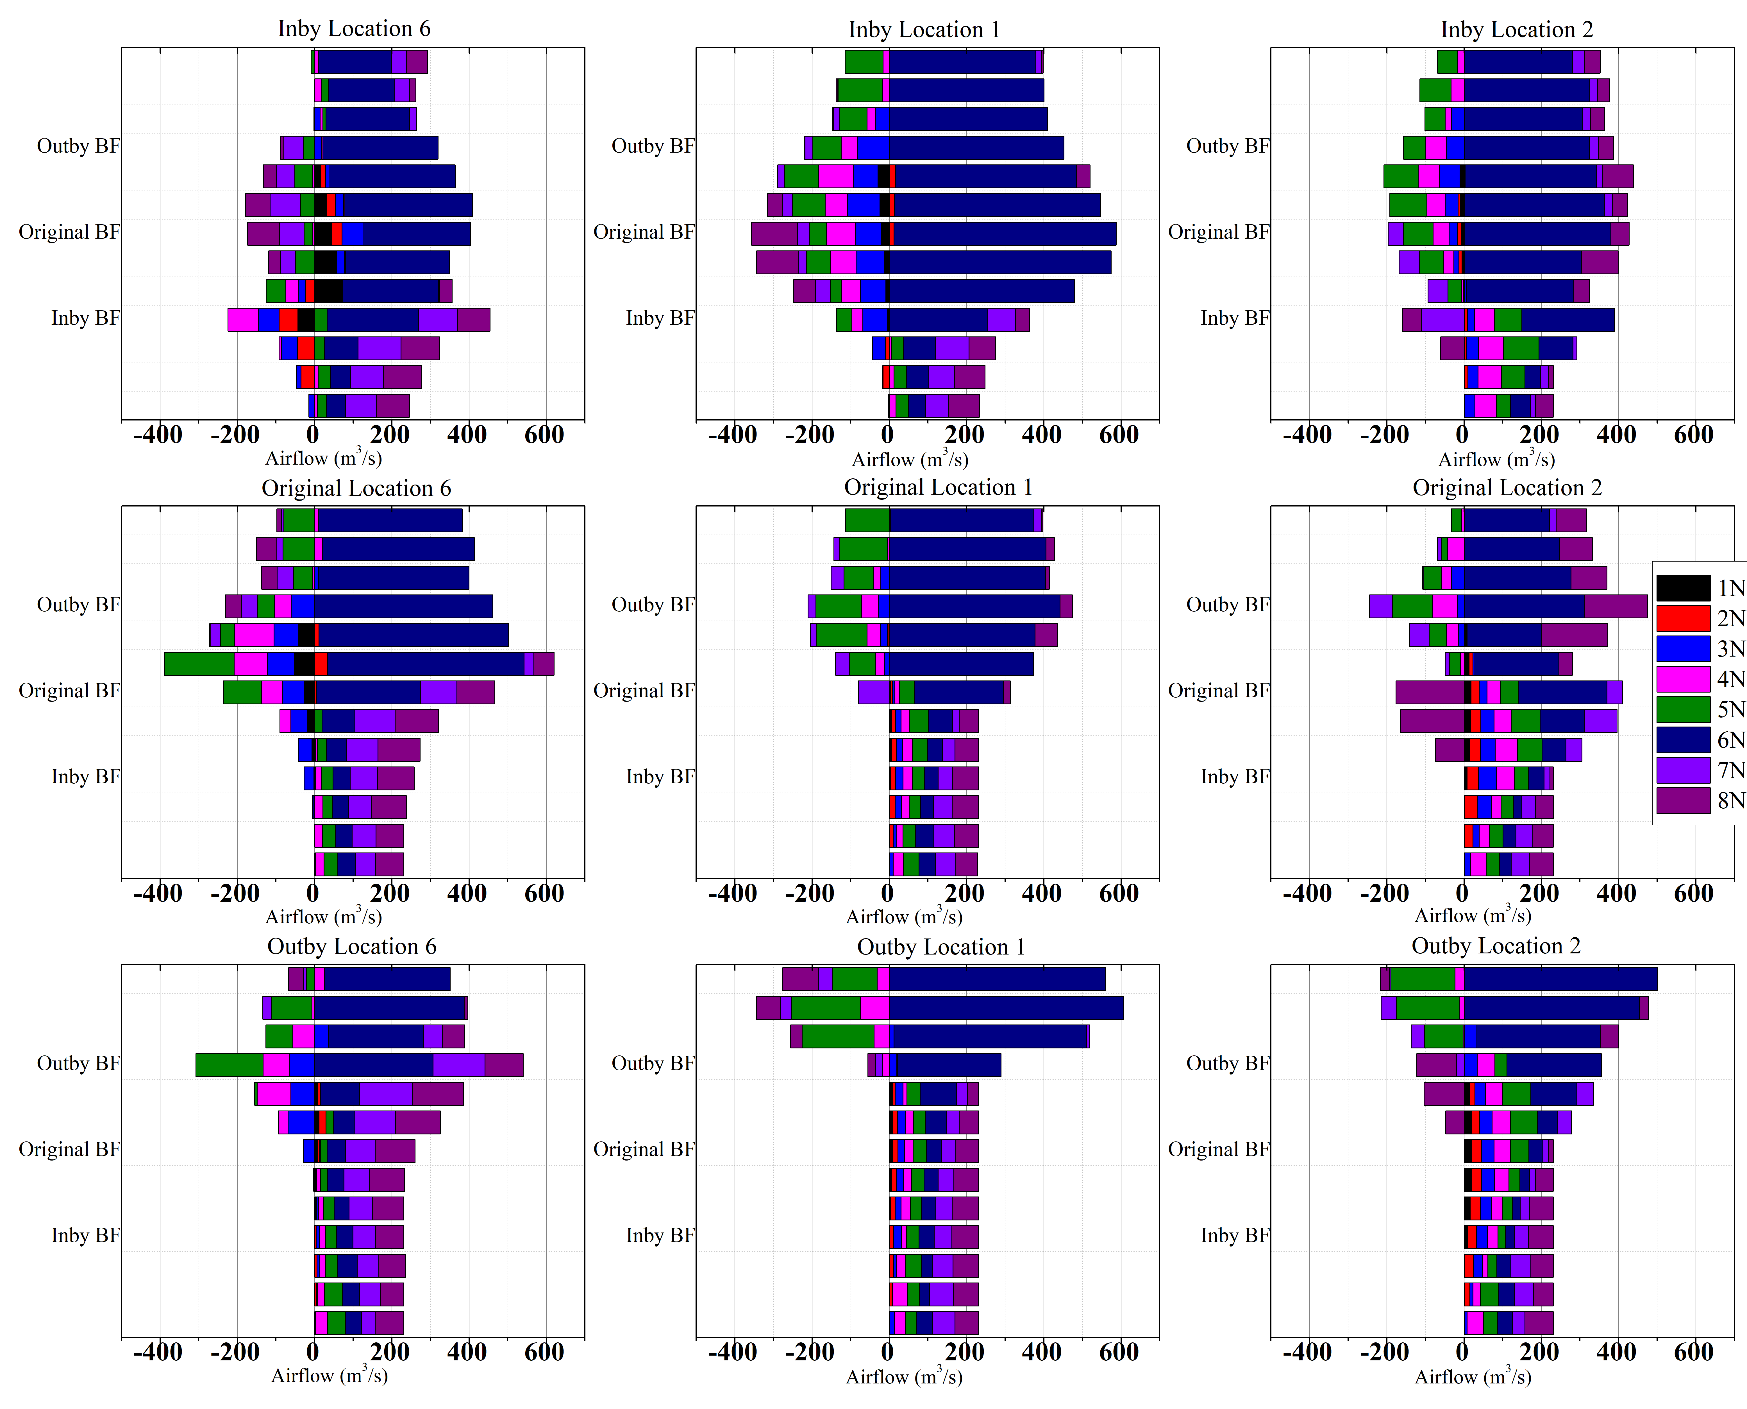 Inby Location 6
Outby BF
Original BF
Inby BF
-400 -200 0 200 400 600
Airflow (m³/s)
Inby Location 1
Outby BF
Original BF
Inby BF
-400 -200 0 200 400 600
Airflow (m³/s)
Inby Location 2
Outby BF
Original BF
Inby BF
-400 -200 0 200 400 600
Airflow (m³/s)
Original Location 6
Outby BF
Original BF
Inby BF
-400 -200 0 200 400 600
Airflow (m³/s)
Original Location 1
Outby BF
Original BF
Inby BF
-400 -200 0 200 400 600
Airflow (m³/s)
Original Location 2
Outby BF
Original BF
Inby BF
-400 -200 0 200 400 600
Airflow (m³/s)
1N
2N
3N
4N
5N
6N
7N
8N
Outby Location 6
Outby BF
Original BF
Inby BF
-400 -200 0 200 400 600
Airflow (m³/s)
Outby Location 1
Outby BF
Original BF
Inby BF
-400 -200 0 200 400 600
Airflow (m³/s)
Outby Location 2
Outby BF
Original BF
Inby BF
-400 -200 0 200 400 600
Airflow (m³/s)